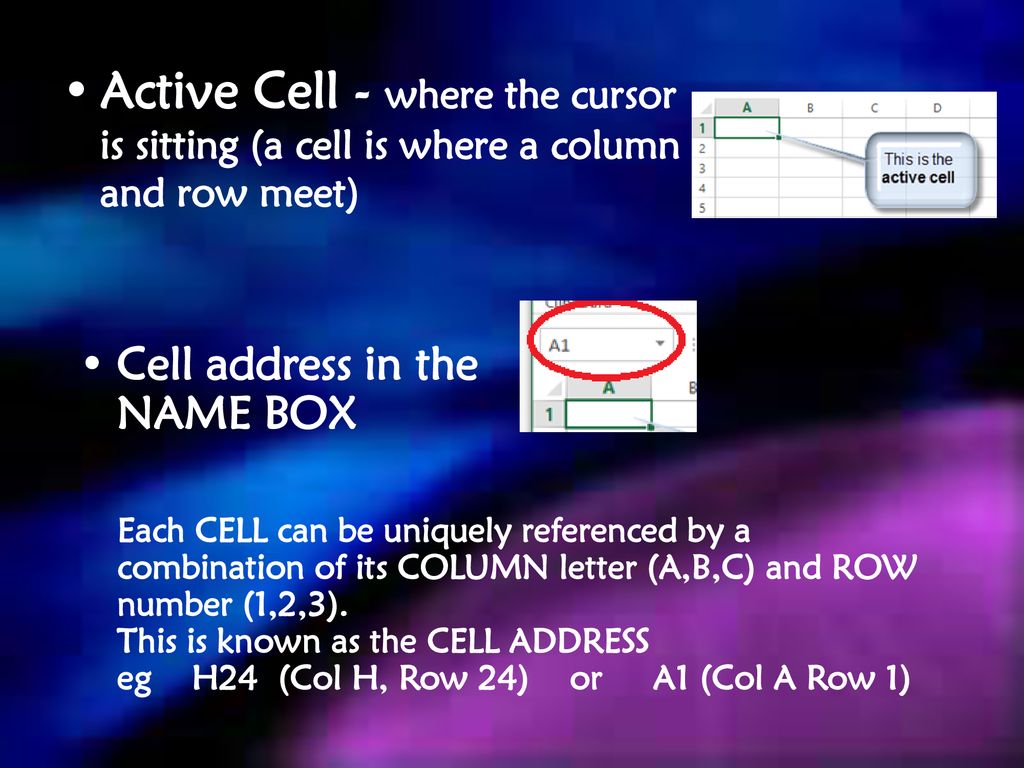 • Active Cell - where the cursor
is sitting (a cell is where a column
and row meet)
A B C D
1
2
3
4
5
This is the
active cell
• Cell address in the
NAME BOX
A1
A B
1
Each CELL can be uniquely referenced by a
combination of its COLUMN letter (A,B,C) and ROW
number (1,2,3).
This is known as the CELL ADDRESS
eg H24 (Col H, Row 24) or A1 (Col A Row 1)